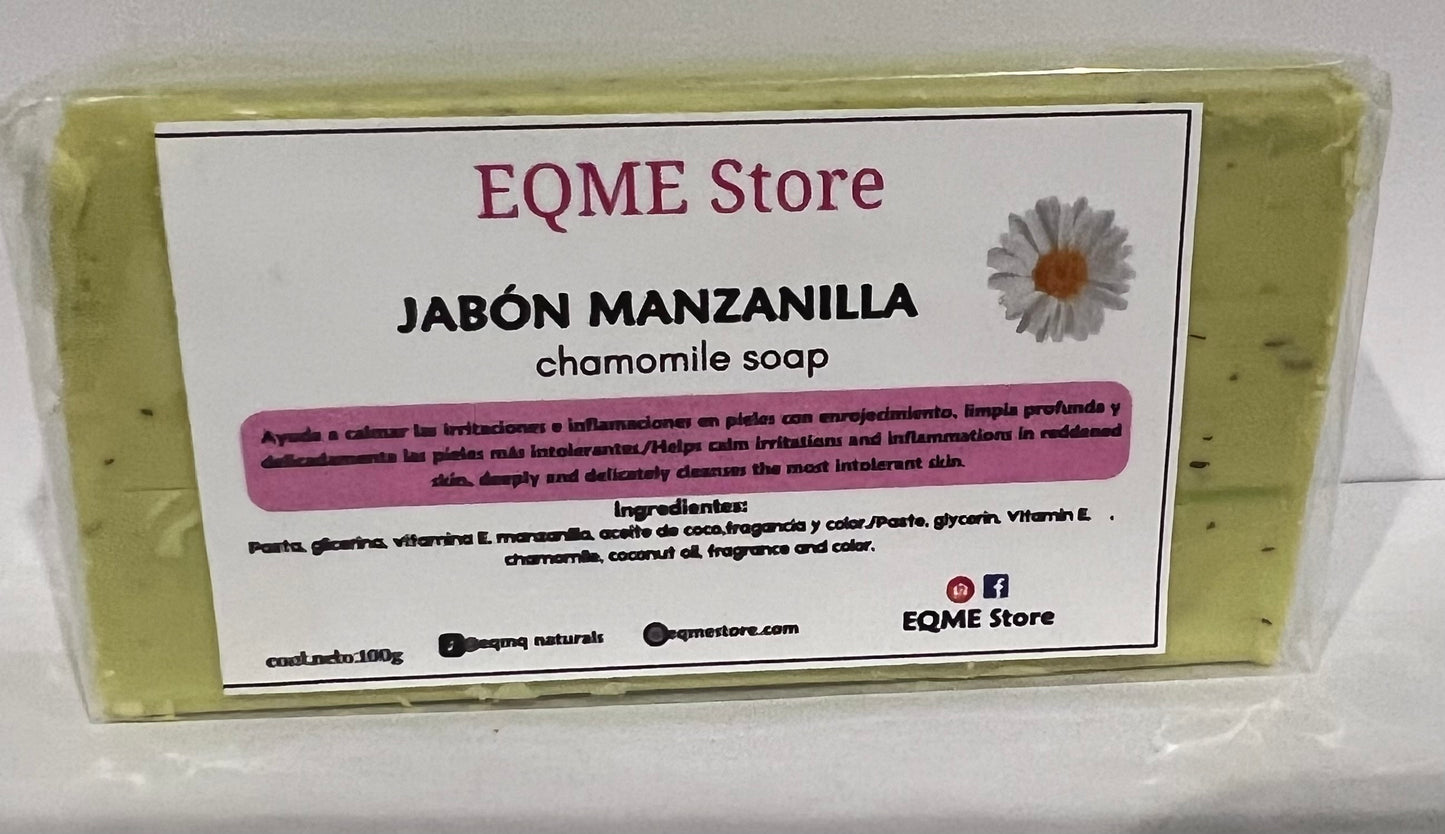 EQME Store
JABÓN MANZANILLA
chamomile soap
Ayuda a calmar las irritaciones e inflamaciones en pieles con enrojecimiento, limpia profunda y
delicadamente las pieles más intolerantes/Helps calm irritations and inflammations in reddened
skin, deeply and delicately cleanses the most intolerant skin.
Ingredientes:
Pasta, glicerina, vitamina E, manzanilla, aceite de coco,fragancia y color./Paste, glycerin, Vitamin E, .
chamomile, coconut oil, fragrance and color.
EQME Store
cont.neto:100g
@eqmq naturals
eqmestore.com